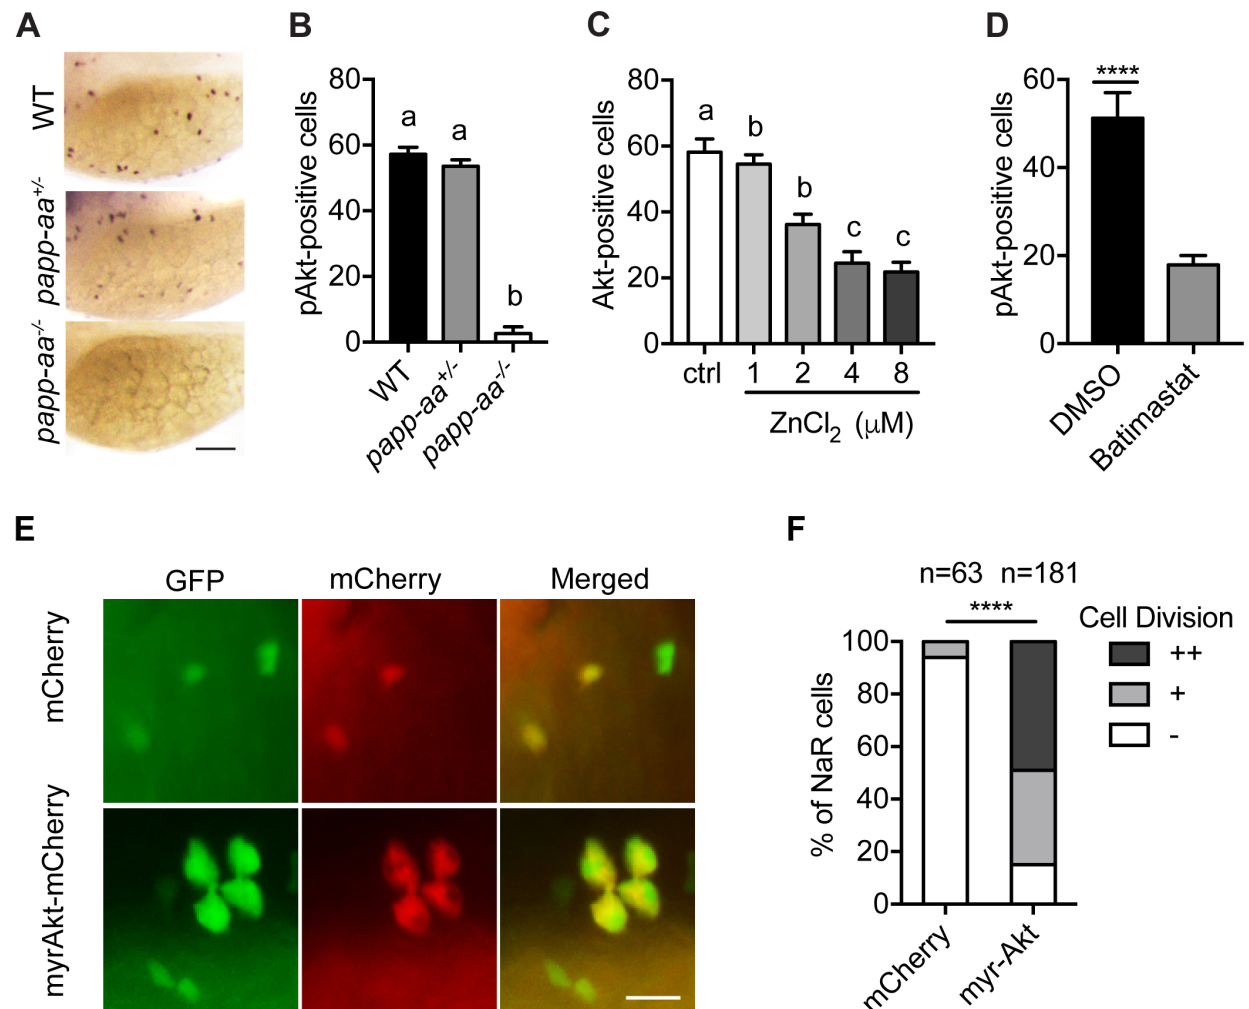 A
B
C
D
WT
papp-aa+/-
papp-aa-/-
pAkt-positive cells
80
60
40
20
0
a
a
b
WT
papp-aa+/-
papp-aa-/-
Akt-positive cells
80
60
40
20
0
a
b
b
c
c
ctrl
1
2
4
8
ZnCl2 (μM)
pAkt-positive cells
60
40
20
0
****
DMSO
Batimastat
E
F
GFP
mCherry
Merged
mCherry
myrAkt-mCherry
n=63 n=181
****
% of NaR cells
100
80
60
40
20
0
mCherry
myr-Akt
Cell Division
++
+
-